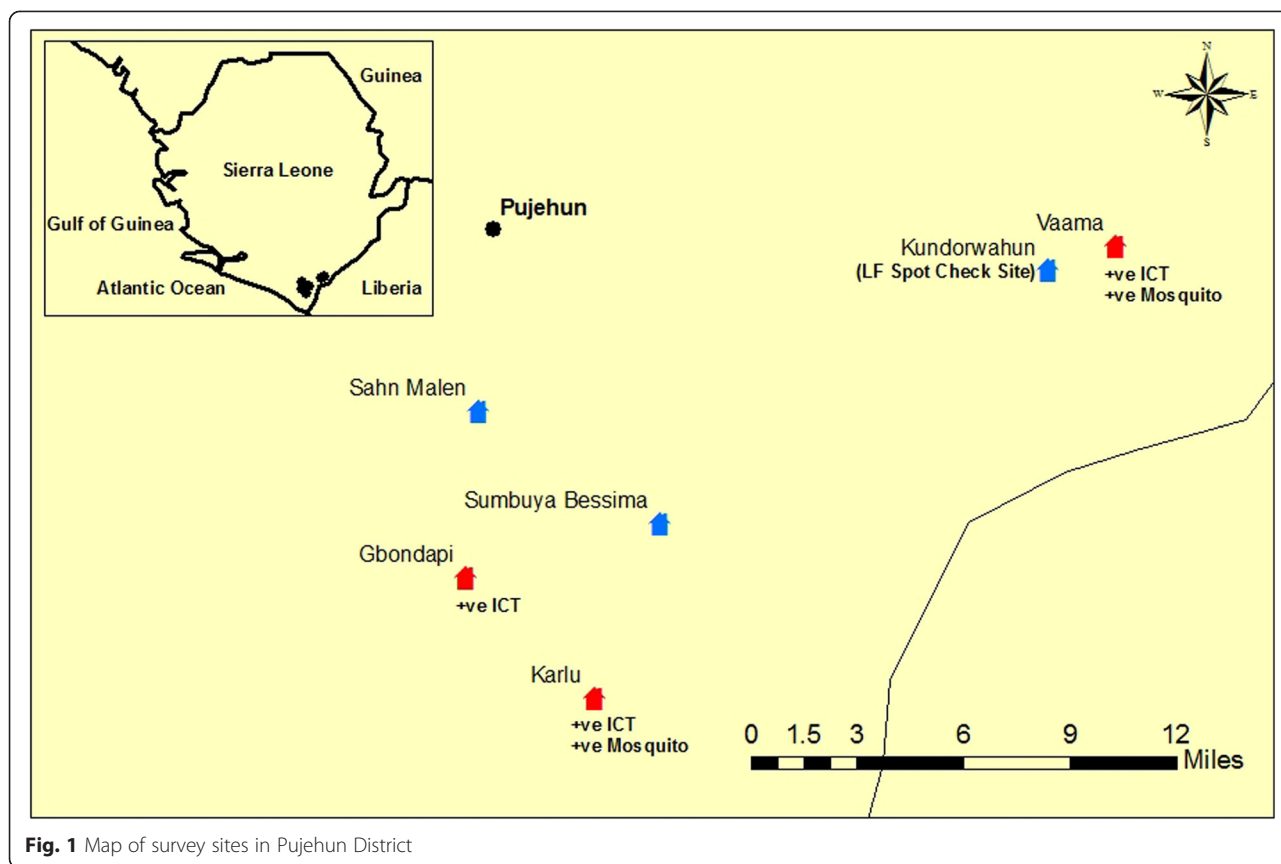 Guinea
Sierra Leone
Gulf of Guinea
Atlantic Ocean
Liberia
N
W E
S
Pujehun
Vaama
Kundorwahun
(LF Spot Check Site)
+ve ICT
+ve Mosquito
Sahn Malen
Sumbuya Bessima
Gbondapi
+ve ICT
Karlu
+ve ICT
+ve Mosquito
0 1.5 3 6 9 12
Miles
Fig. 1 Map of survey sites in Pujehun District